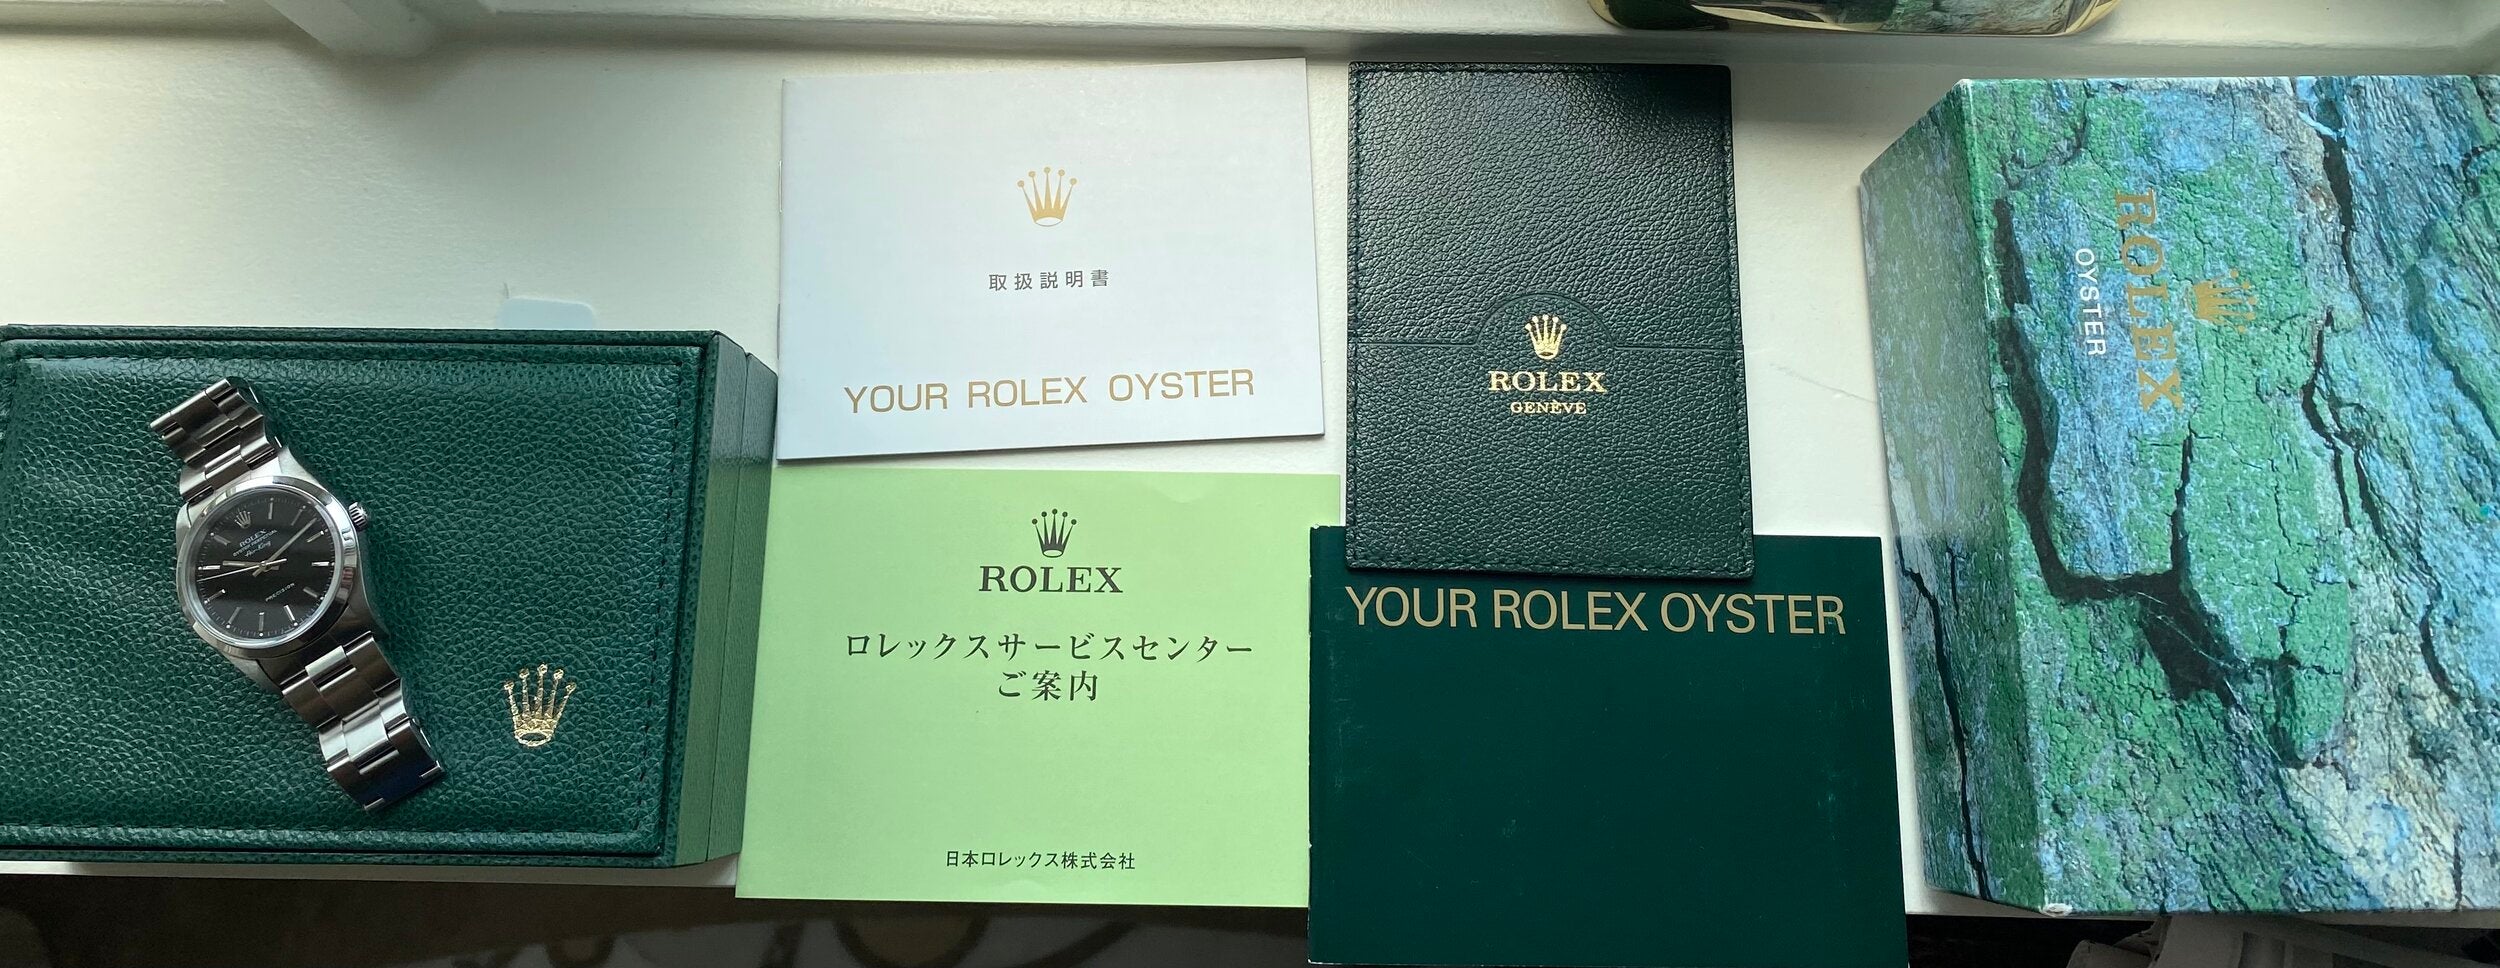 ROLEX
OYSTER PERPETUAL
Air-King
PRECISION
取扱説明書
YOUR ROLEX OYSTER
ROLEX
ロレックスサービスセンター
ご案内
日本ロレックス株式会社
ROLEX
GENÈVE
YOUR ROLEX OYSTER
ROLEX
OYSTER